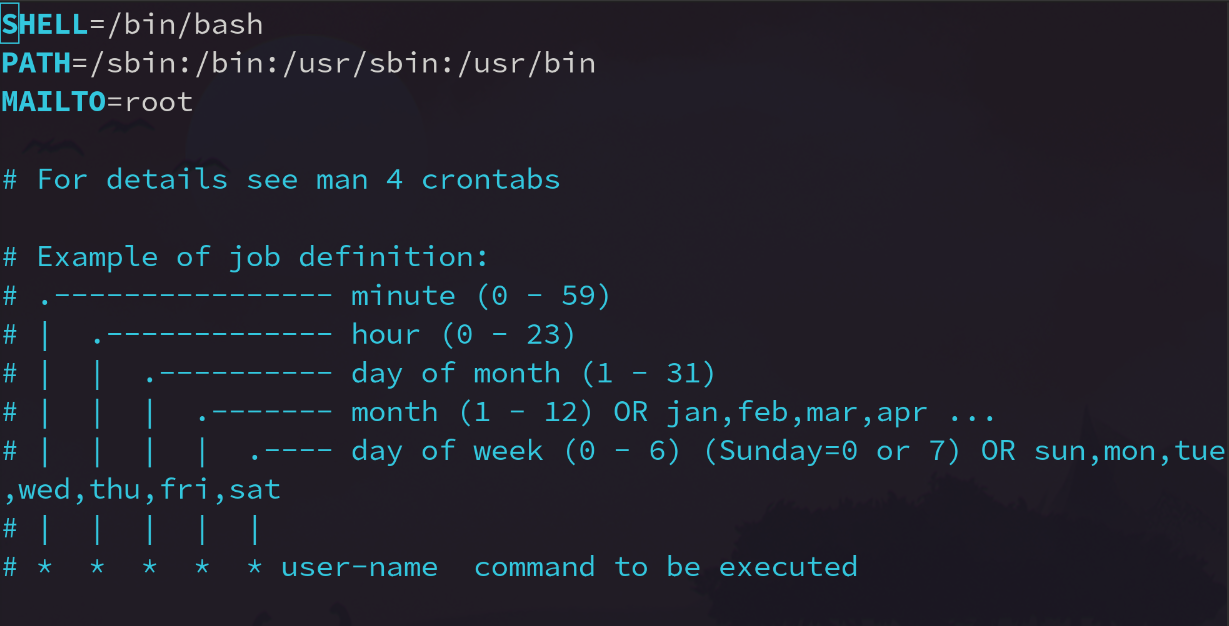 SHELL=/bin/bash
PATH=/sbin:/bin:/usr/sbin:/usr/bin
MAILTO=root
# For details see man 4 crontabs
# Example of job definition:
# .---------------- minute (0 - 59)
# |  .------------- hour (0 - 23)
# |  |  .---------- day of month (1 - 31)
# |  |  |  .------- month (1 - 12) OR jan,feb,mar,apr ...
# |  |  |  |  .---- day of week (0 - 6) (Sunday=0 or 7) OR sun,mon,tue
,wed,thu,fri,sat
# |  |  |  |  |
# *  *  *  *  * user-name  command to be executed